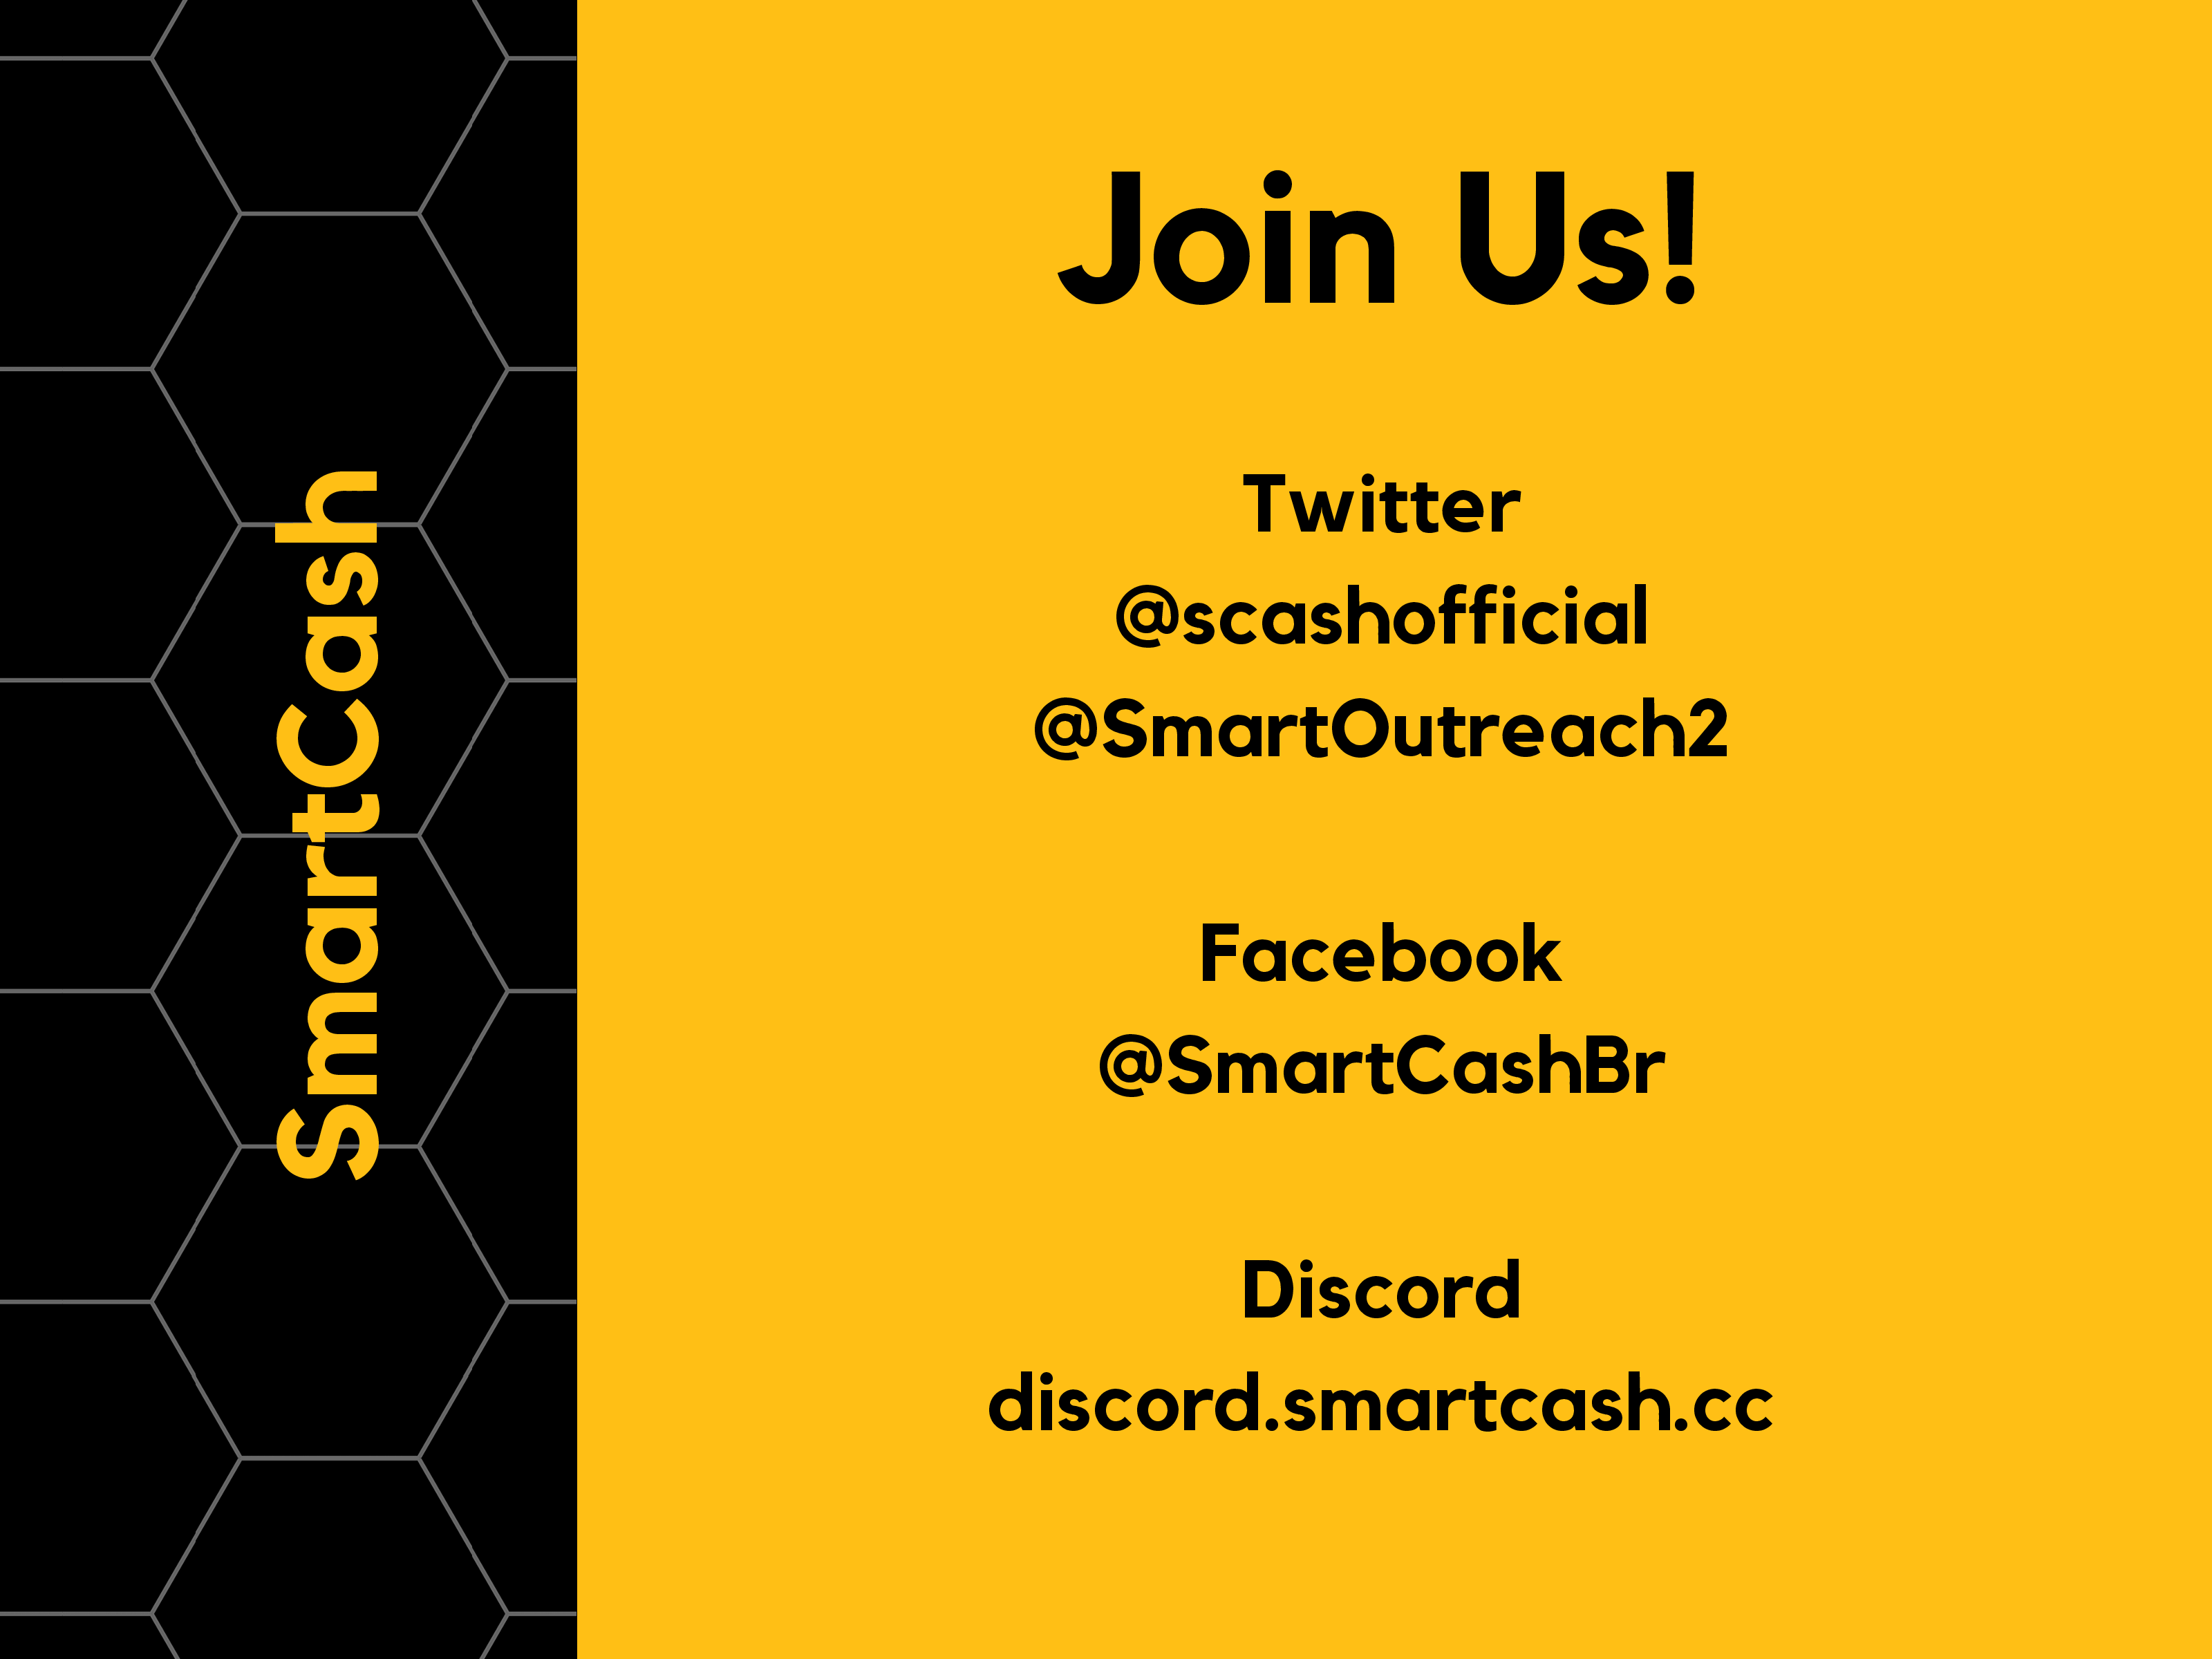 SmartCash
Join Us!
Twitter
@scashofficial
@SmartOutreach2
Facebook
@SmartCashBr
Discord
discord.smartcash.cc